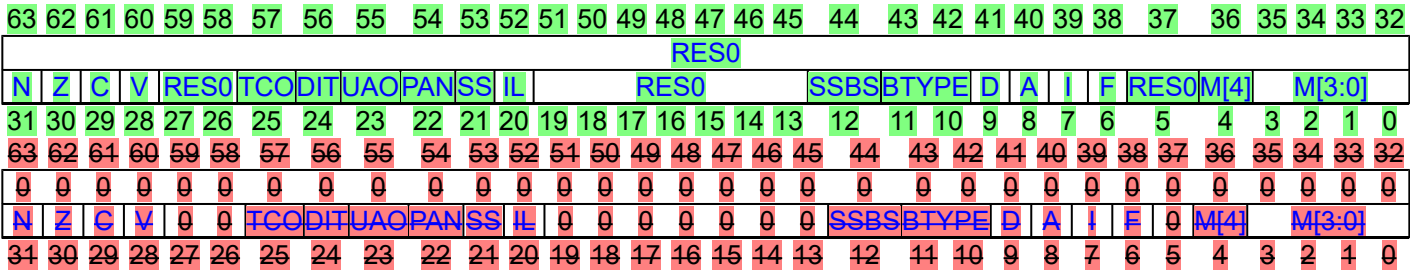 63 62 61 60 59 58 57 56 55 54 53 52 51 50 49 48 47 46 45 44 43 42 41 40 39 38 37 36 35 34 33 32
RES0
N Z C V RES0 TCO DIT UAO PAN SS IL RES0 SSBS BTYPE D A I F RES0 M[4] M[3:0]
31 30 29 28 27 26 25 24 23 22 21 20 19 18 17 16 15 14 13 12 11 10 9 8 7 6 5 4 3 2 1 0
63 62 61 60 59 58 57 56 55 54 53 52 51 50 49 48 47 46 45 44 43 42 41 40 39 38 37 36 35 34 33 32
0 0 0 0 0 0 0 0 0 0 0 0 0 0 0 0 0 0 0 0 0 0 0 0 0 0 0 0 0 0 0 0
N Z C V 0 0 TCO DIT UAO PAN SS IL 0 0 0 0 0 0 0 SSBS BTYPE D A I F 0 M[4] M[3:0]
31 30 29 28 27 26 25 24 23 22 21 20 19 18 17 16 15 14 13 12 11 10 9 8 7 6 5 4 3 2 1 0